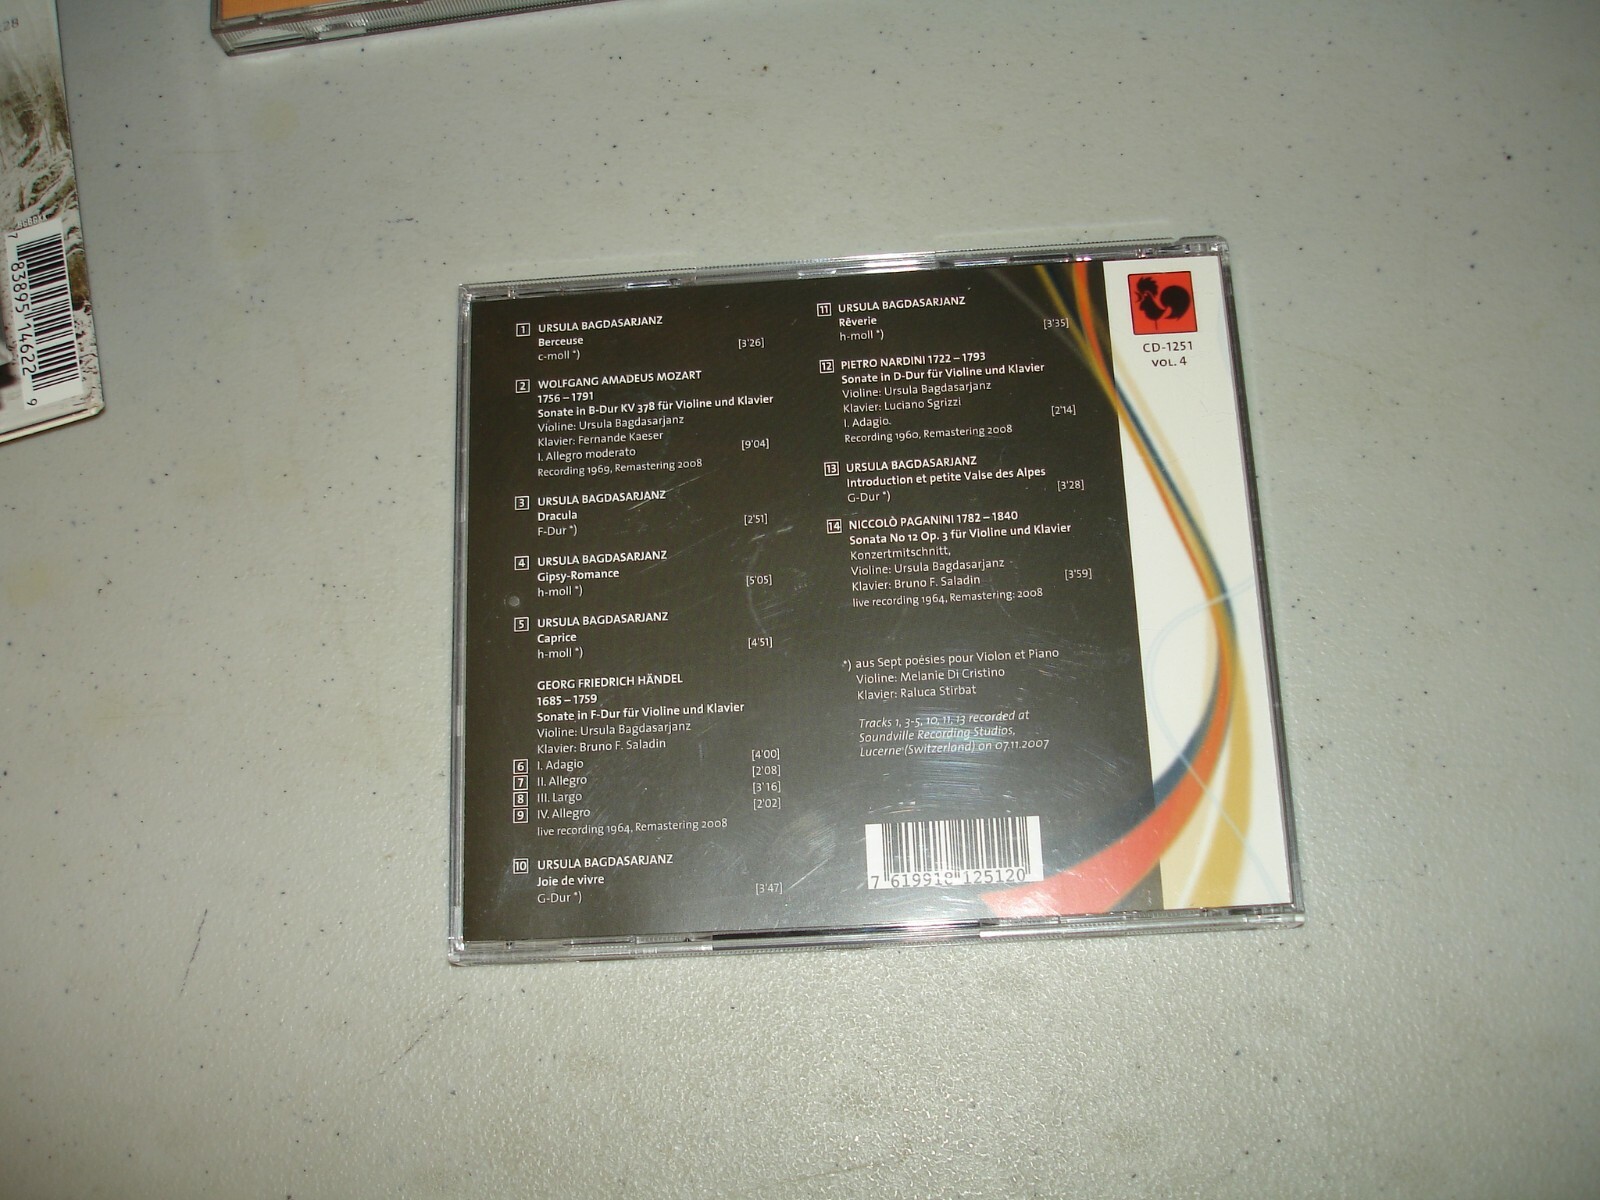 1 URSULA BAGDASARJANZ
Berceuse
c-moll *) [3'26]
2 WOLFGANG AMADEUS MOZART
1756 – 1791
Sonate in B-Dur KV 378 für Violine und Klavier
Violine: Ursula Bagdasarjanz
Klavier: Fernande Kaeser
I. Allegro moderato [9'04]
Recording 1969, Remastering 2008
3 URSULA BAGDASARJANZ
Dracula
F-Dur *) [2'51]
4 URSULA BAGDASARJANZ
Gipsy-Romance
h-moll *) [5'05]
5 URSULA BAGDASARJANZ
Caprice
h-moll *) [4'51]
GEORG FRIEDRICH HÄNDEL
1685 – 1759
Sonate in F-Dur für Violine und Klavier
Violine: Ursula Bagdasarjanz
Klavier: Bruno F. Saladin
6 I. Adagio [4'00]
7 II. Allegro [2'08]
8 III. Largo [3'16]
9 IV. Allegro [2'02]
live recording 1964, Remastering 2008
10 URSULA BAGDASARJANZ
Joie de vivre
G-Dur *) [3'47]
11 URSULA BAGDASARJANZ
Rêverie
h-moll *) [3'35]
12 PIETRO NARDINI 1722 – 1793
Sonate in D-Dur für Violine und Klavier
Violine: Ursula Bagdasarjanz
Klavier: Luciano Sgrizzi
I. Adagio. [2'14]
Recording 1960, Remastering 2008
13 URSULA BAGDASARJANZ
Introduction et petite Valse des Alpes
G-Dur *) [3'28]
14 NICCOLÒ PAGANINI 1782 – 1840
Sonata No 12 Op. 3 für Violine und Klavier
Konzertmitschnitt,
Violine: Ursula Bagdasarjanz
Klavier: Bruno F. Saladin [3'59]
live recording 1964, Remastering: 2008
*) aus Sept poésies pour Violon et Piano
Violine: Melanie Di Cristino
Klavier: Raluca Stirbat
Tracks 1, 3-5, 10, 11, 13 recorded at
Soundville Recording Studios,
Lucerne (Switzerland) on 07.11.2007
7 619918 125120
CD-1251
VOL. 4
7 83895 14622 9